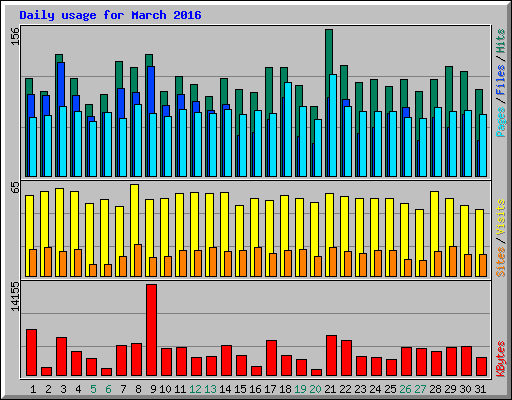 Daily usage for March 2016
156
Pages / Files / Hits
65
Sites / Visits
14155
KBytes
1 2 3 4 5 6 7 8 9 10 11 12 13 14 15 16 17 18 19 20 21 22 23 24 25 26 27 28 29 30 31